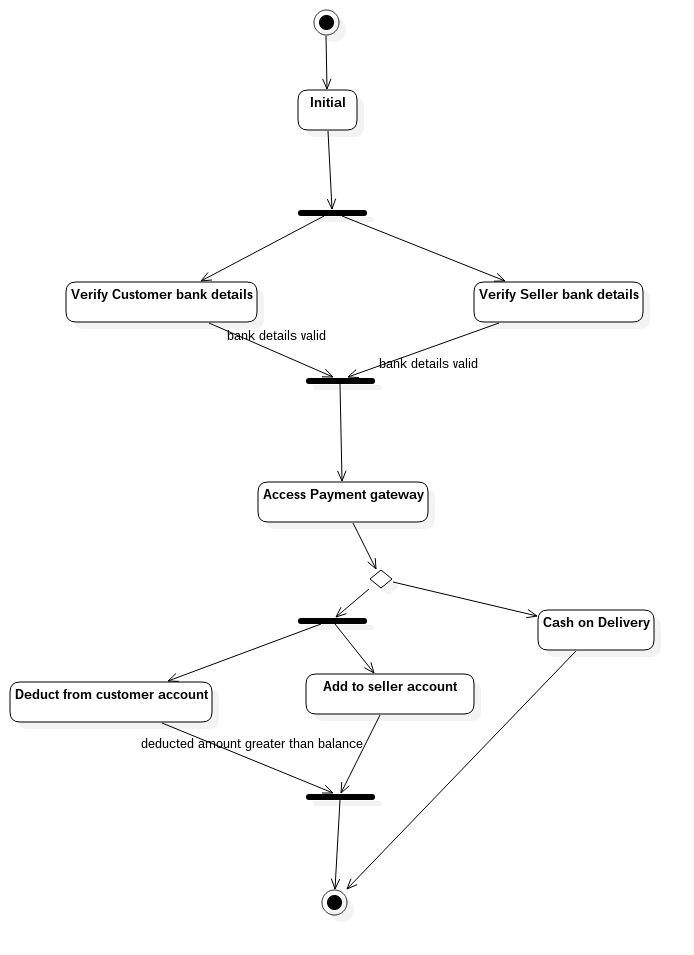 Initial
Verify Customer bank details
Verify Seller bank details
bank details valid
bank details valid
Access Payment gateway
Cash on Delivery
Deduct from customer account
Add to seller account
deducted amount greater than balance